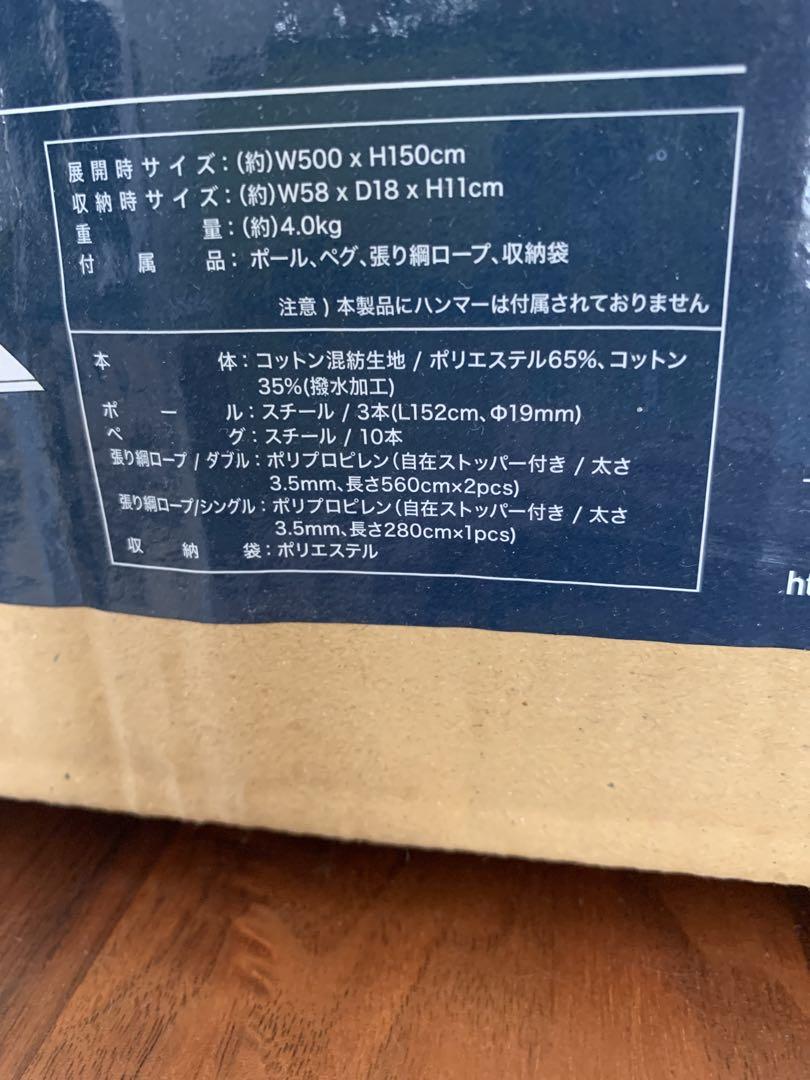 展開時サイズ：(約)W500 x H150cm
収納時サイズ：(約)W58 x D18 x H11cm
重量：(約)4.0kg
付属品：ポール、ペグ、張り綱ロープ、収納袋
注意 ) 本製品にハンマーは付属されておりません
本体：コットン混紡生地 / ポリエステル65%、コットン
35%(撥水加工)
ポール：スチール / 3本(L152cm、Φ19mm)
ペグ：スチール / 10本
張り綱ロープ / ダブル：ポリプロピレン（自在ストッパー付き / 太さ
3.5mm、長さ560cm×2pcs)
張り綱ロープ/シングル：ポリプロピレン（自在ストッパー付き / 太さ
3.5mm、長さ280cm×1pcs)
収納袋：ポリエステル